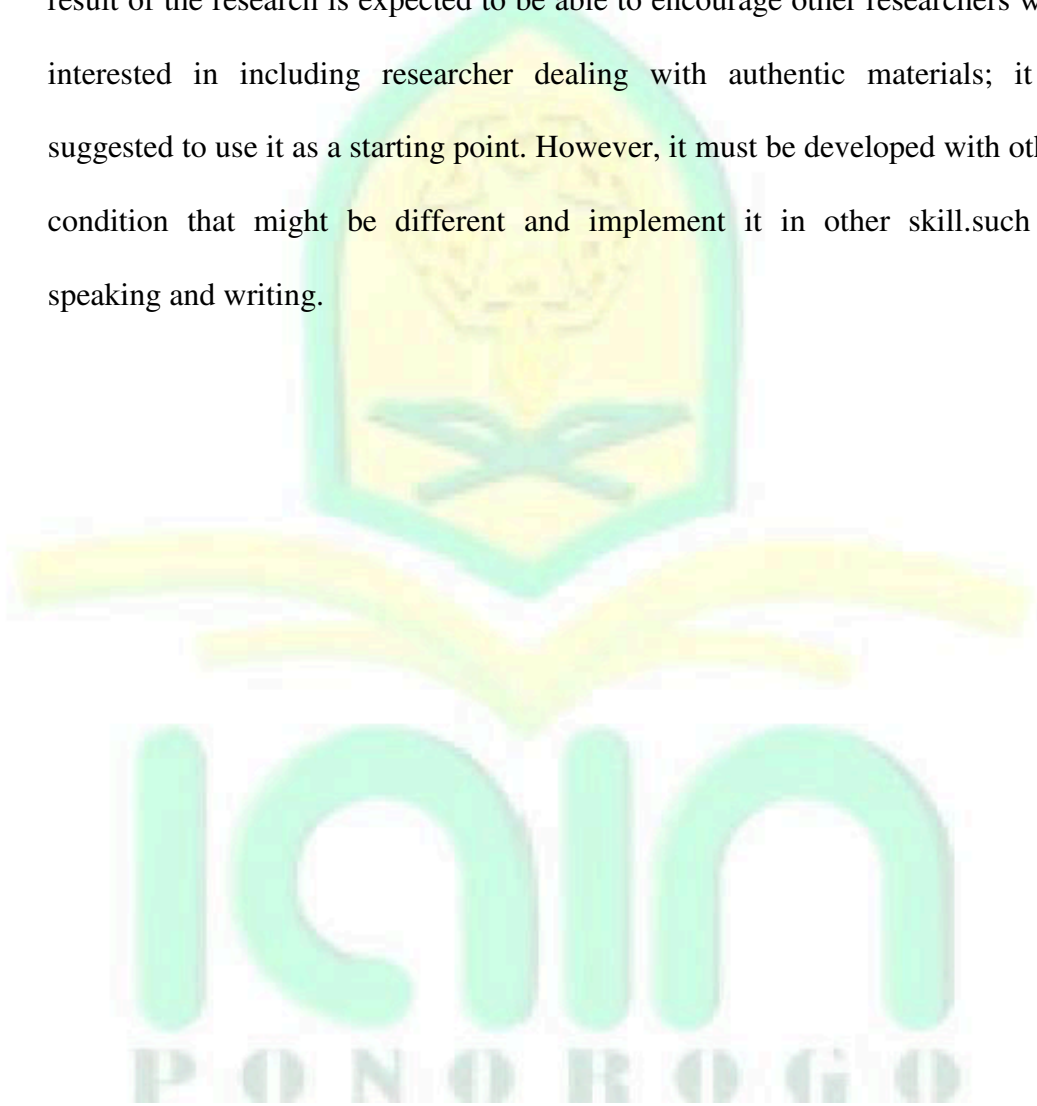 result of the research is expected to be able to encourage other researchers
interested in including researcher dealing with authentic materials; it
suggested to use it as a starting point. However, it must be developed with
condition that might be different and implement it in other skill.such
speaking and writing.
iain
PONOROGO